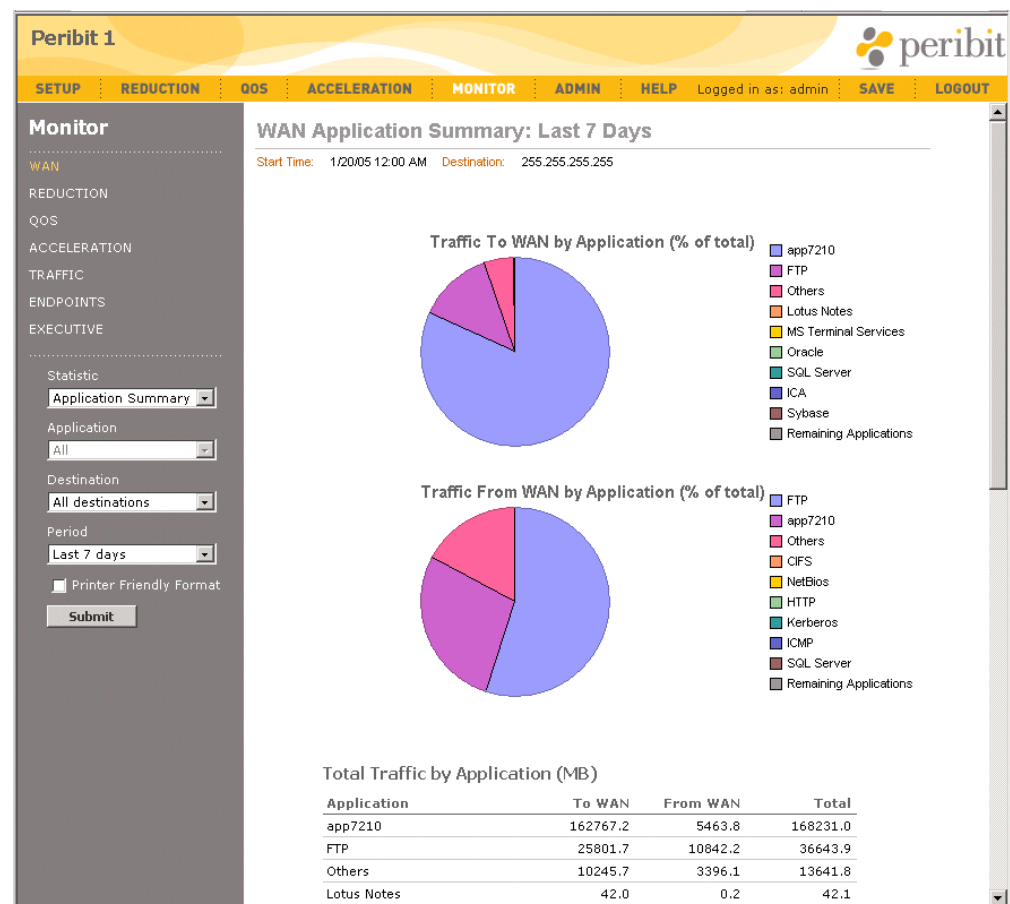 Peribit 1
peribit
SETUP REDUCTION QOS ACCELERATION MONITOR ADMIN HELP Logged in as: admin SAVE LOGOUT
Monitor
WAN
REDUCTION
QOS
ACCELERATION
TRAFFIC
ENDPOINTS
EXECUTIVE
Statistic
Application Summary
Application
All
Destination
All destinations
Period
Last 7 days
Printer Friendly Format
Submit
WAN Application Summary: Last 7 Days
Start Time: 1/20/05 12:00 AM Destination: 255.255.255.255
Traffic To WAN by Application (% of total)
app7210
FTP
Others
Lotus Notes
MS Terminal Services
Oracle
SQL Server
ICA
Sybase
Remaining Applications
Traffic From WAN by Application (% of total)
FTP
app7210
Others
CIFS
NetBios
HTTP
Kerberos
ICMP
SQL Server
Remaining Applications
Total Traffic by Application (MB)
Application To WAN From WAN Total
app7210 162767.2 5463.8 168231.0
FTP 25801.7 10842.2 36643.9
Others 10245.7 3396.1 13641.8
Lotus Notes 42.0 0.2 42.1